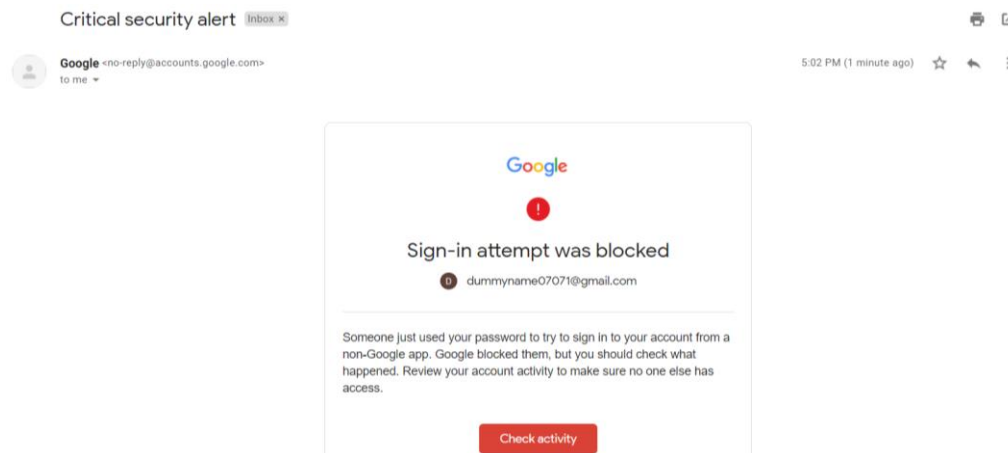 Critical security alert Inbox ×
Google <no-reply@accounts.google.com> 5:02 PM (1 minute ago)
to me
Google
!
Sign-in attempt was blocked
D dummyname07071@gmail.com
Someone just used your password to try to sign in to your account from a
non-Google app. Google blocked them, but you should check what
happened. Review your account activity to make sure no one else has
access.
Check activity